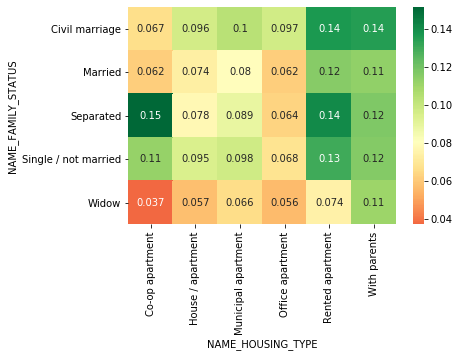 Civil marriage 0.067 0.096 0.1 0.097 0.14 0.14
Married 0.062 0.074 0.08 0.062 0.12 0.11
Separated 0.15 0.078 0.089 0.064 0.14 0.12
Single / not married 0.11 0.095 0.098 0.068 0.13 0.12
Widow 0.037 0.057 0.066 0.056 0.074 0.11
NAME_FAMILY_STATUS
Co-op apartment
House / apartment
Municipal apartment
Office apartment
Rented apartment
With parents
NAME_HOUSING_TYPE
0.14
0.12
0.10
0.08
0.06
0.04